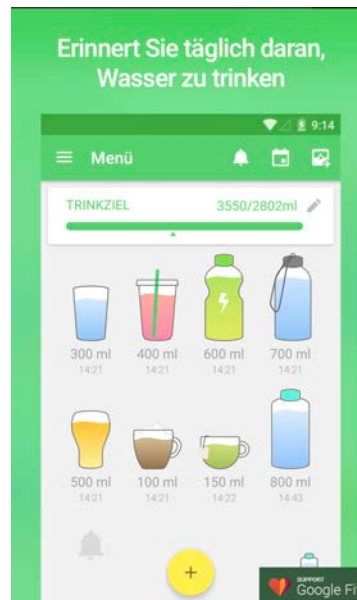 Erinnert Sie täglich daran,
Wasser zu trinken
9:14
Menü
TRINKZIEL 3550/2802ml
300 ml 400 ml 600 ml 700 ml
14:21 14:21 14:21 14:21
500 ml 100 ml 150 ml 800 ml
14:21 14:21 14:22 14:43
+
SUPPORT
Google Fi